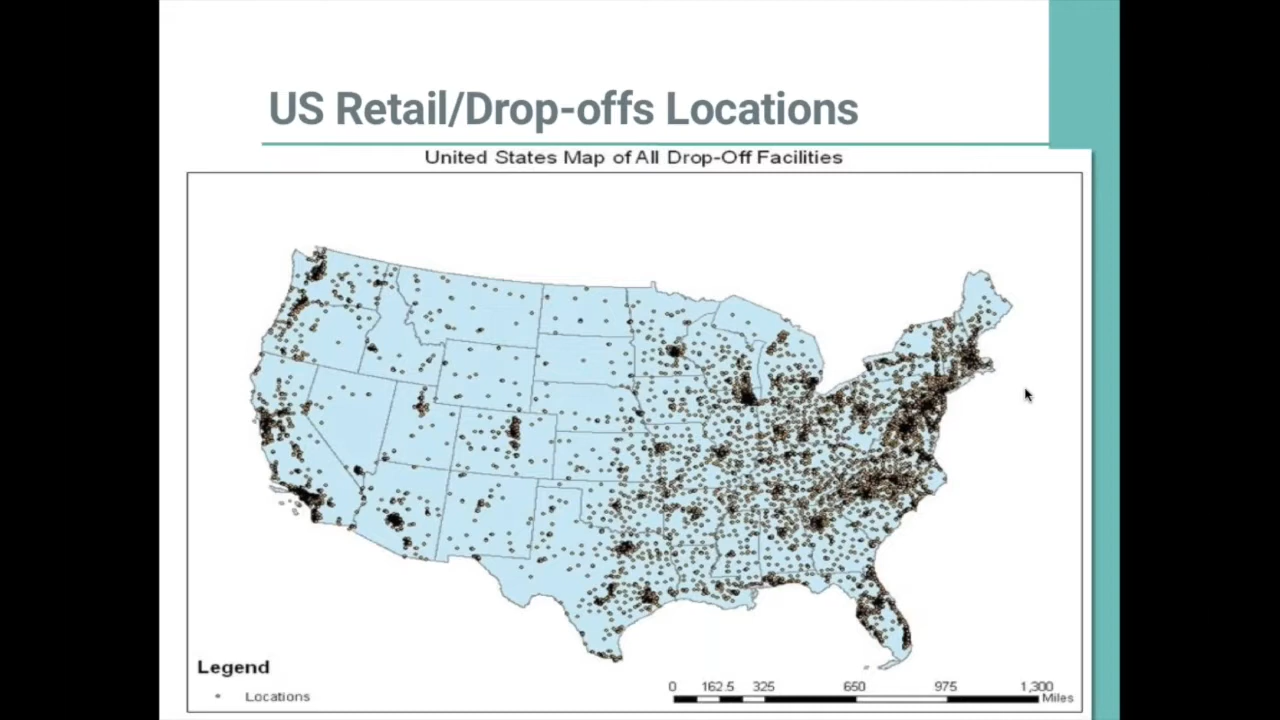 US Retail/Drop-offs Locations
United States Map of All Drop-Off Facilities
Legend
Locations
0 162.5 325 650 975 1,300
Miles